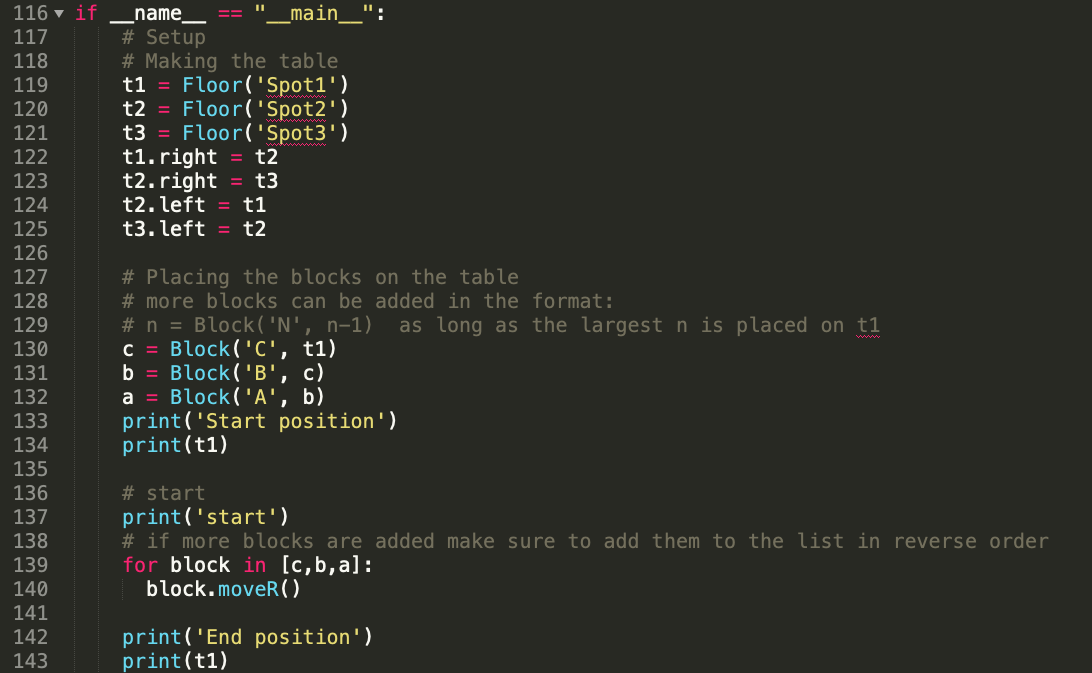 116 if __name__ == "__main__":
117     # Setup
118     # Making the table
119     t1 = Floor('Spot1')
120     t2 = Floor('Spot2')
121     t3 = Floor('Spot3')
122     t1.right = t2
123     t2.right = t3
124     t2.left = t1
125     t3.left = t2
126
127     # Placing the blocks on the table
128     # more blocks can be added in the format:
129     # n = Block('N', n-1)  as long as the largest n is placed on t1
130     c = Block('C', t1)
131     b = Block('B', c)
132     a = Block('A', b)
133     print('Start position')
134     print(t1)
135
136     # start
137     print('start')
138     # if more blocks are added make sure to add them to the list in reverse order
139     for block in [c,b,a]:
140       block.moveR()
141
142     print('End position')
143     print(t1)